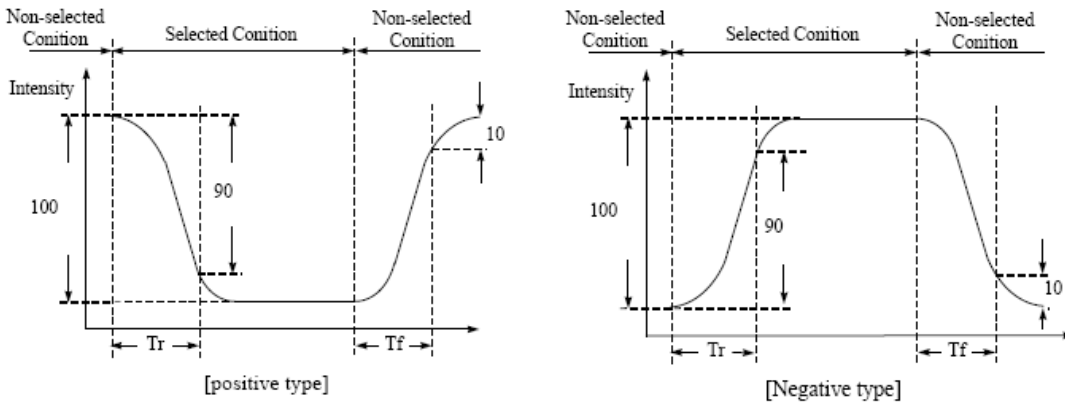 Non-selected
Conition
Selected Conition
Non-selected
Conition
Intensity
100
90
10
Tr
Tf
[positive type]
Non-selected
Conition
Selected Conition
Non-selected
Conition
Intensity
100
90
10
Tr
Tf
[Negative type]